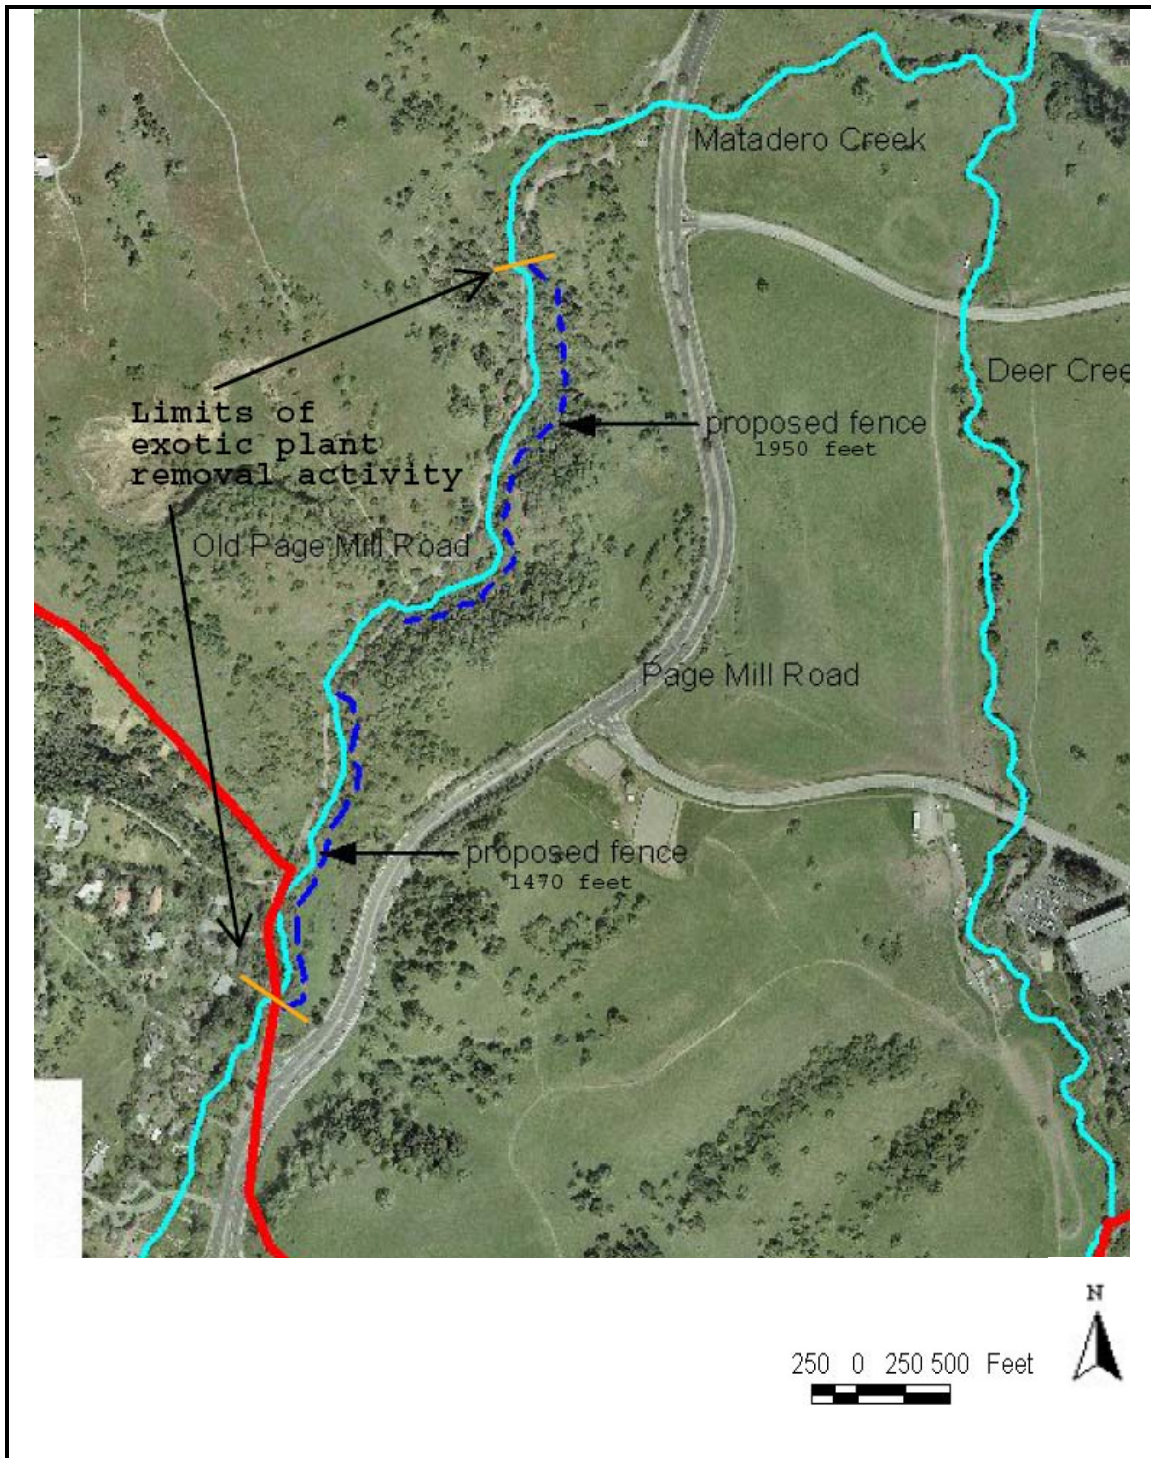 Matadero Creek
Deer Cree
Limits of
exotic plant
removal activity
proposed fence
1950 feet
Old Page Mill Road
Page Mill Road
proposed fence
1470 feet
N
250 0 250 500 Feet